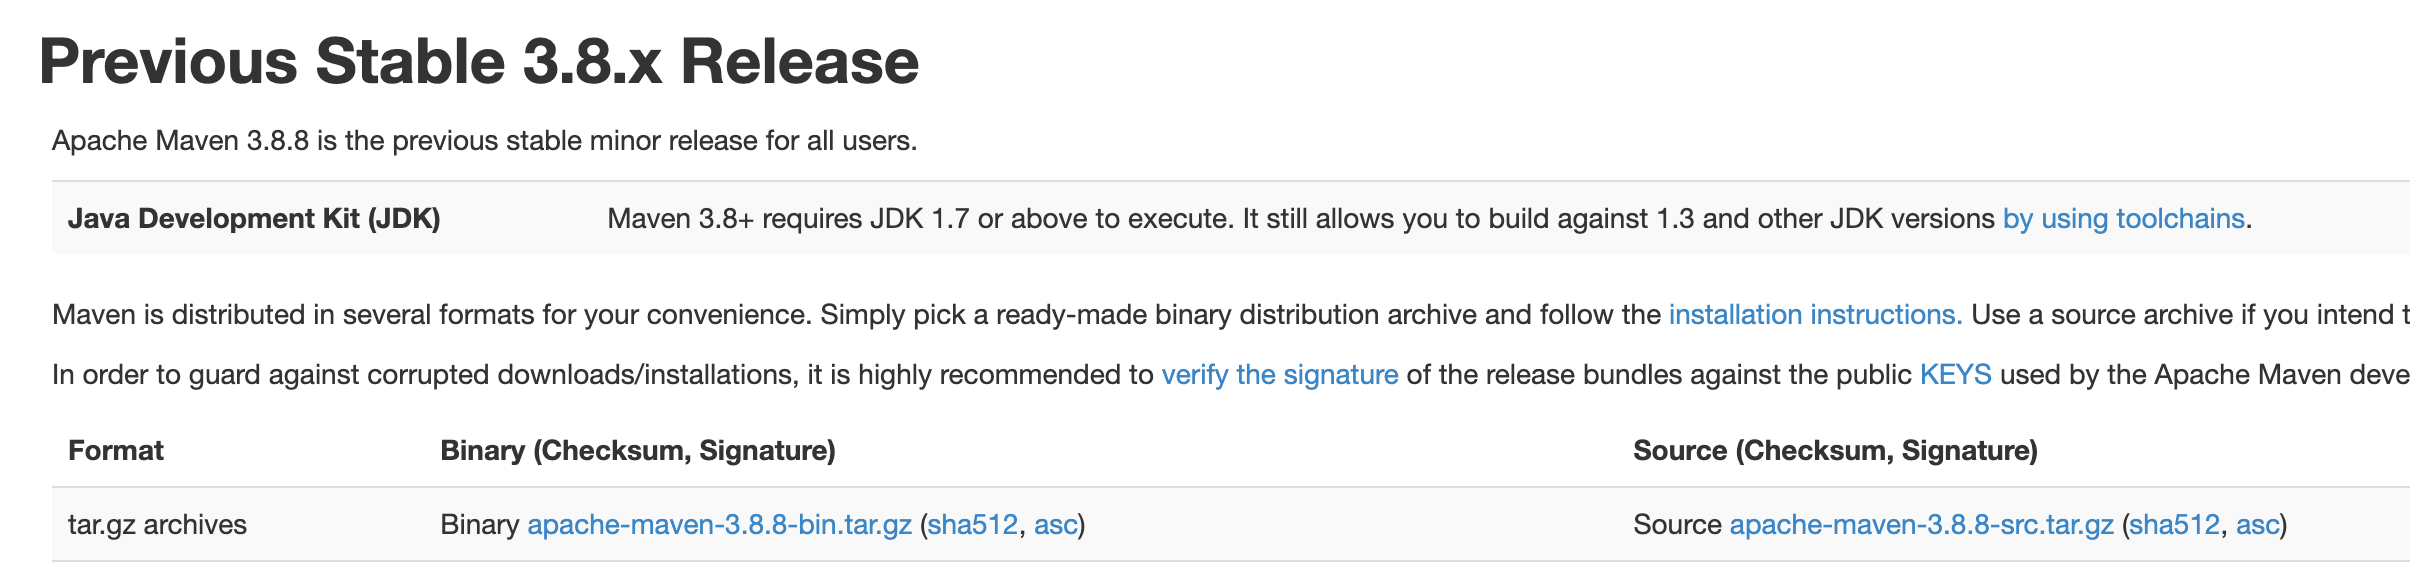 Previous Stable 3.8.x Release
Apache Maven 3.8.8 is the previous stable minor release for all users.
Java Development Kit (JDK) Maven 3.8+ requires JDK 1.7 or above to execute. It still allows you to build against 1.3 and other JDK versions by using toolchains.
Maven is distributed in several formats for your convenience. Simply pick a ready-made binary distribution archive and follow the installation instructions. Use a source archive if you intend t
In order to guard against corrupted downloads/installations, it is highly recommended to verify the signature of the release bundles against the public KEYS used by the Apache Maven deve
Format Binary (Checksum, Signature) Source (Checksum, Signature)
tar.gz archives Binary apache-maven-3.8.8-bin.tar.gz (sha512, asc) Source apache-maven-3.8.8-src.tar.gz (sha512, asc)